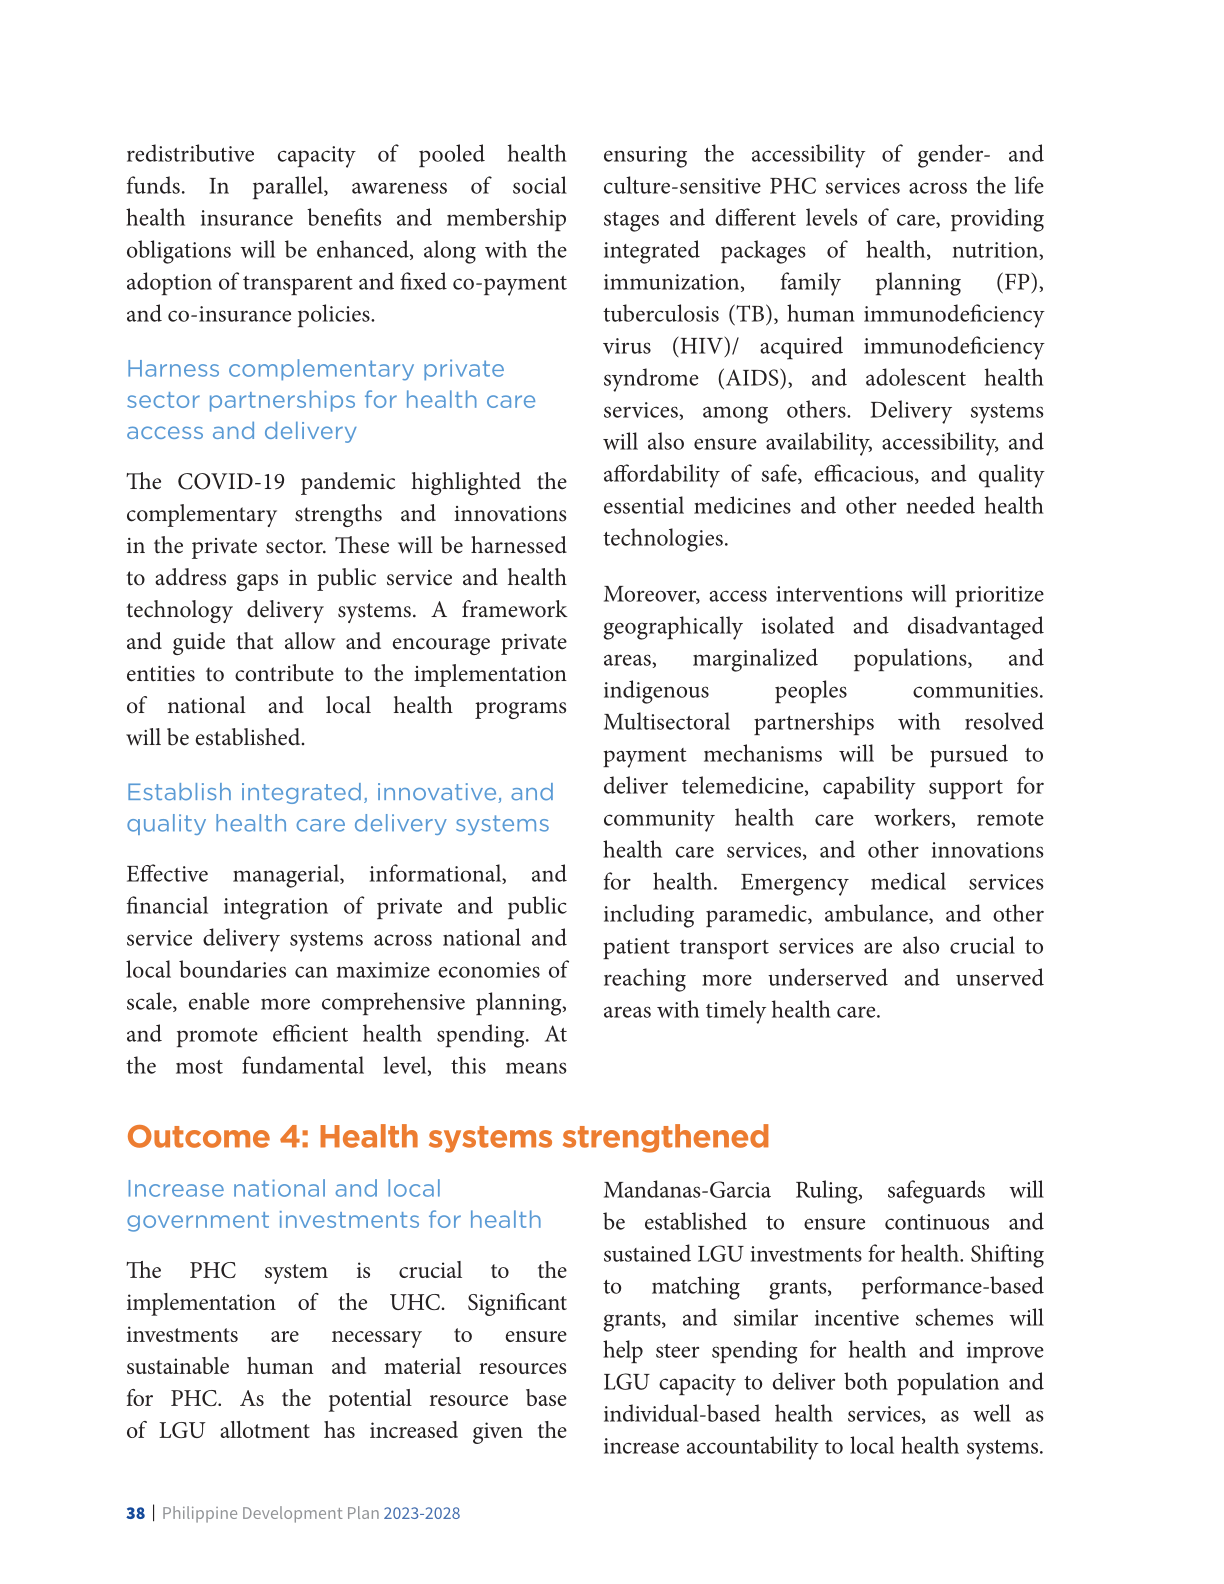 redistributive capacity of pooled health
funds. In parallel, awareness of social
health insurance benefits and membership
obligations will be enhanced, along with the
adoption of transparent and fixed co-payment
and co-insurance policies.
Harness complementary private
sector partnerships for health care
access and delivery
The COVID-19 pandemic highlighted the
complementary strengths and innovations
in the private sector. These will be harnessed
to address gaps in public service and health
technology delivery systems. A framework
and guide that allow and encourage private
entities to contribute to the implementation
of national and local health programs
will be established.
Establish integrated, innovative, and
quality health care delivery systems
Effective managerial, informational, and
financial integration of private and public
service delivery systems across national and
local boundaries can maximize economies of
scale, enable more comprehensive planning,
and promote efficient health spending. At
the most fundamental level, this means
ensuring the accessibility of gender- and
culture-sensitive PHC services across the life
stages and different levels of care, providing
integrated packages of health, nutrition,
immunization, family planning (FP),
tuberculosis (TB), human immunodeficiency
virus (HIV)/ acquired immunodeficiency
syndrome (AIDS), and adolescent health
services, among others. Delivery systems
will also ensure availability, accessibility, and
affordability of safe, efficacious, and quality
essential medicines and other needed health
technologies.
Moreover, access interventions will prioritize
geographically isolated and disadvantaged
areas, marginalized populations, and
indigenous peoples communities.
Multisectoral partnerships with resolved
payment mechanisms will be pursued to
deliver telemedicine, capability support for
community health care workers, remote
health care services, and other innovations
for health. Emergency medical services
including paramedic, ambulance, and other
patient transport services are also crucial to
reaching more underserved and unserved
areas with timely health care.
Outcome 4: Health systems strengthened
Increase national and local
government investments for health
The PHC system is crucial to the
implementation of the UHC. Significant
investments are necessary to ensure
sustainable human and material resources
for PHC. As the potential resource base
of LGU allotment has increased given the
Mandanas-Garcia Ruling, safeguards will
be established to ensure continuous and
sustained LGU investments for health. Shifting
to matching grants, performance-based
grants, and similar incentive schemes will
help steer spending for health and improve
LGU capacity to deliver both population and
individual-based health services, as well as
increase accountability to local health systems.
38 | Philippine Development Plan 2023-2028